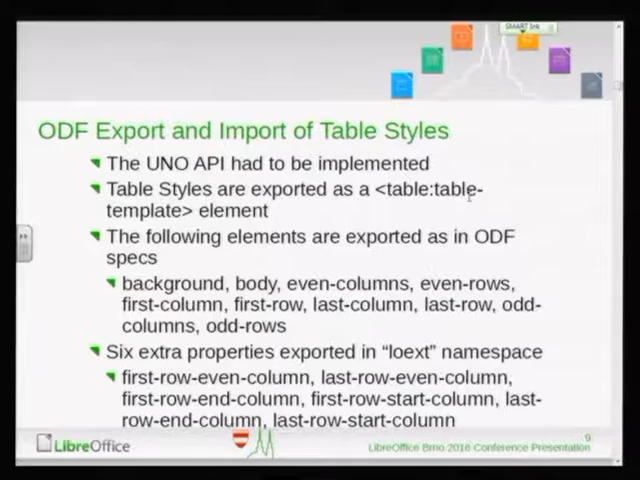 SMART Ink
ODF Export and Import of Table Styles
The UNO API had to be implemented
Table Styles are exported as a <table:table-
template> element
The following elements are exported as in ODF
specs
background, body, even-columns, even-rows,
first-column, first-row, last-column, last-row, odd-
columns, odd-rows
Six extra properties exported in “loext” namespace
first-row-even-column, last-row-even-column,
first-row-end-column, first-row-start-column, last-
row-end-column, last-row-start-column
9
LibreOffice
LibreOffice Brno 2016 Conference Presentation